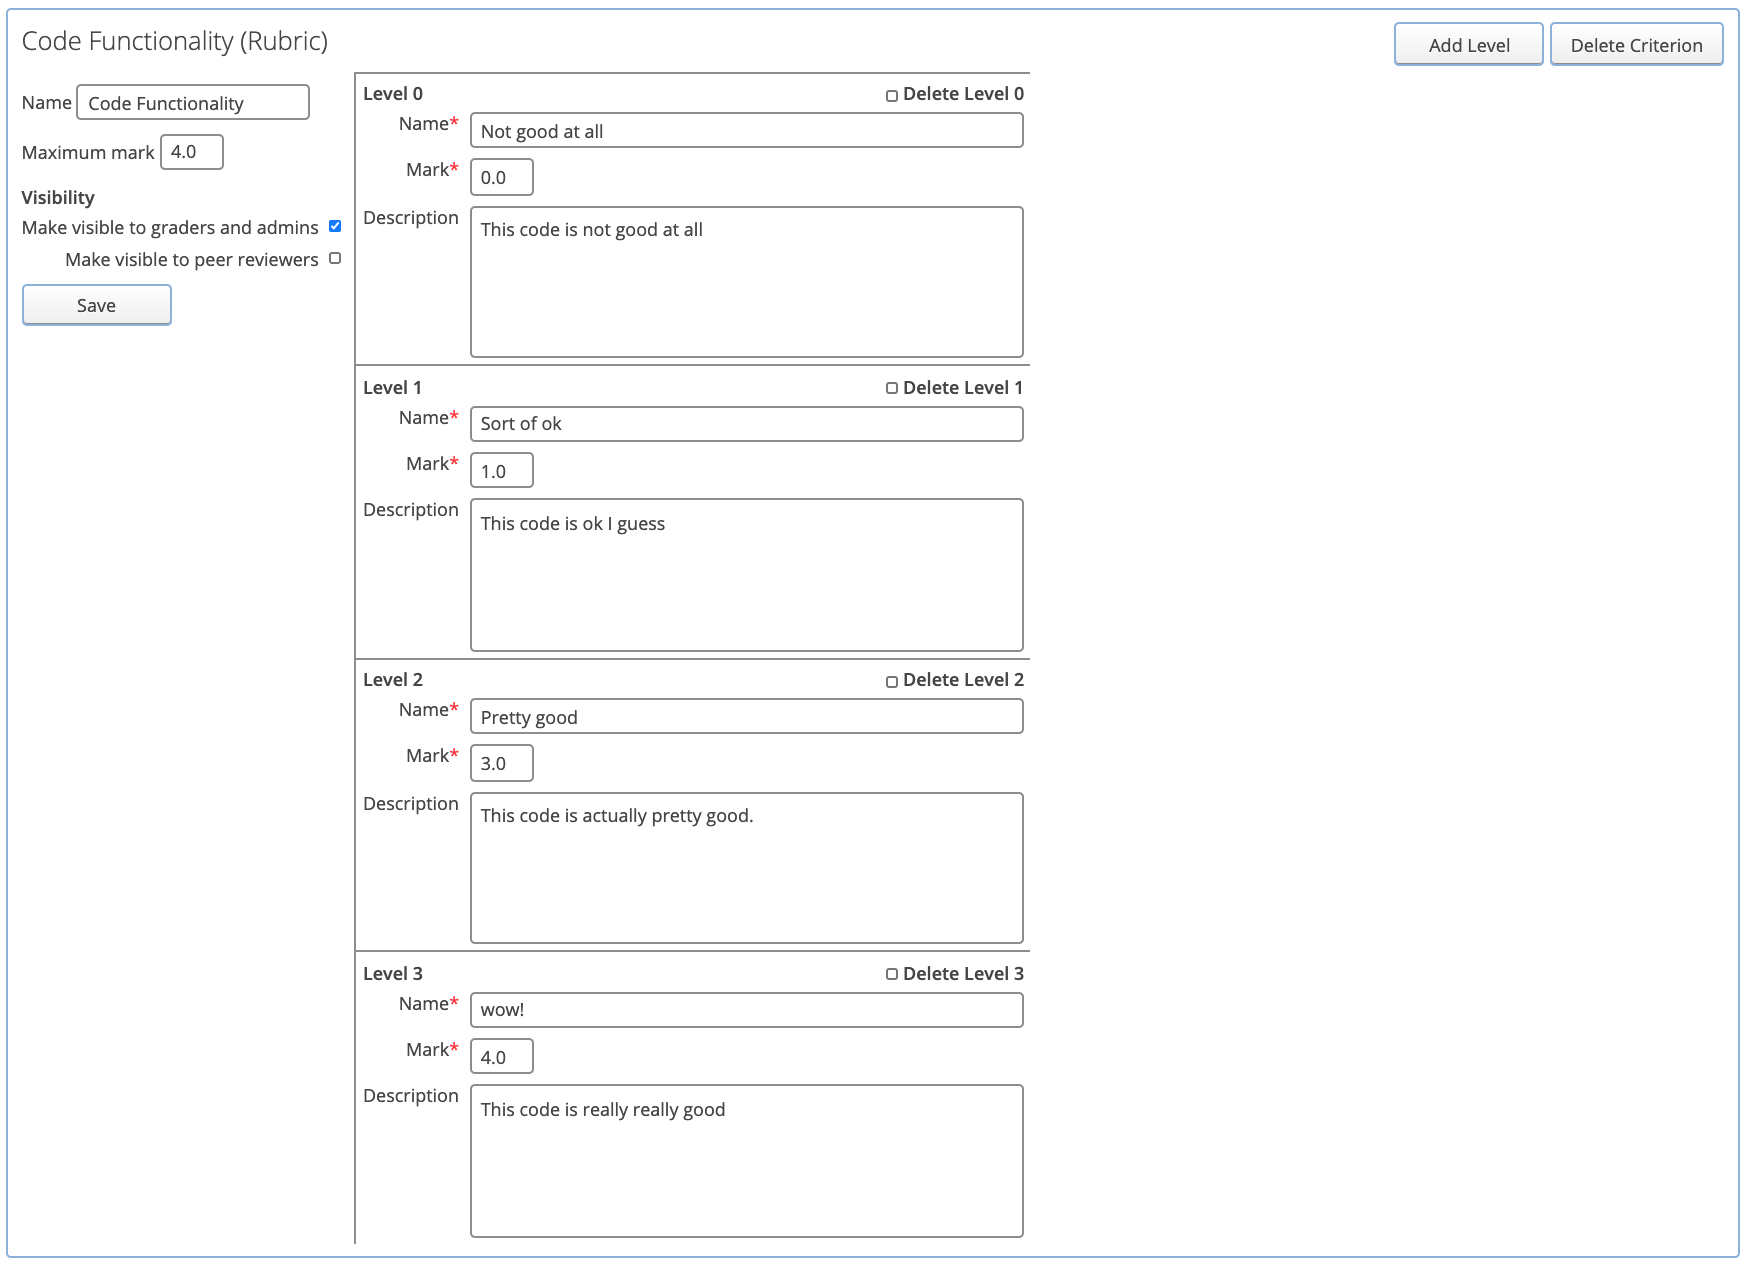 Code Functionality (Rubric)
Add Level
Delete Criterion
Name Code Functionality
Maximum mark 4.0
Visibility
Make visible to graders and admins
Make visible to peer reviewers
Save
Level 0
Delete Level 0
Name* Not good at all
Mark* 0.0
Description This code is not good at all
Level 1
Delete Level 1
Name* Sort of ok
Mark* 1.0
Description This code is ok I guess
Level 2
Delete Level 2
Name* Pretty good
Mark* 3.0
Description This code is actually pretty good.
Level 3
Delete Level 3
Name* wow!
Mark* 4.0
Description This code is really really good